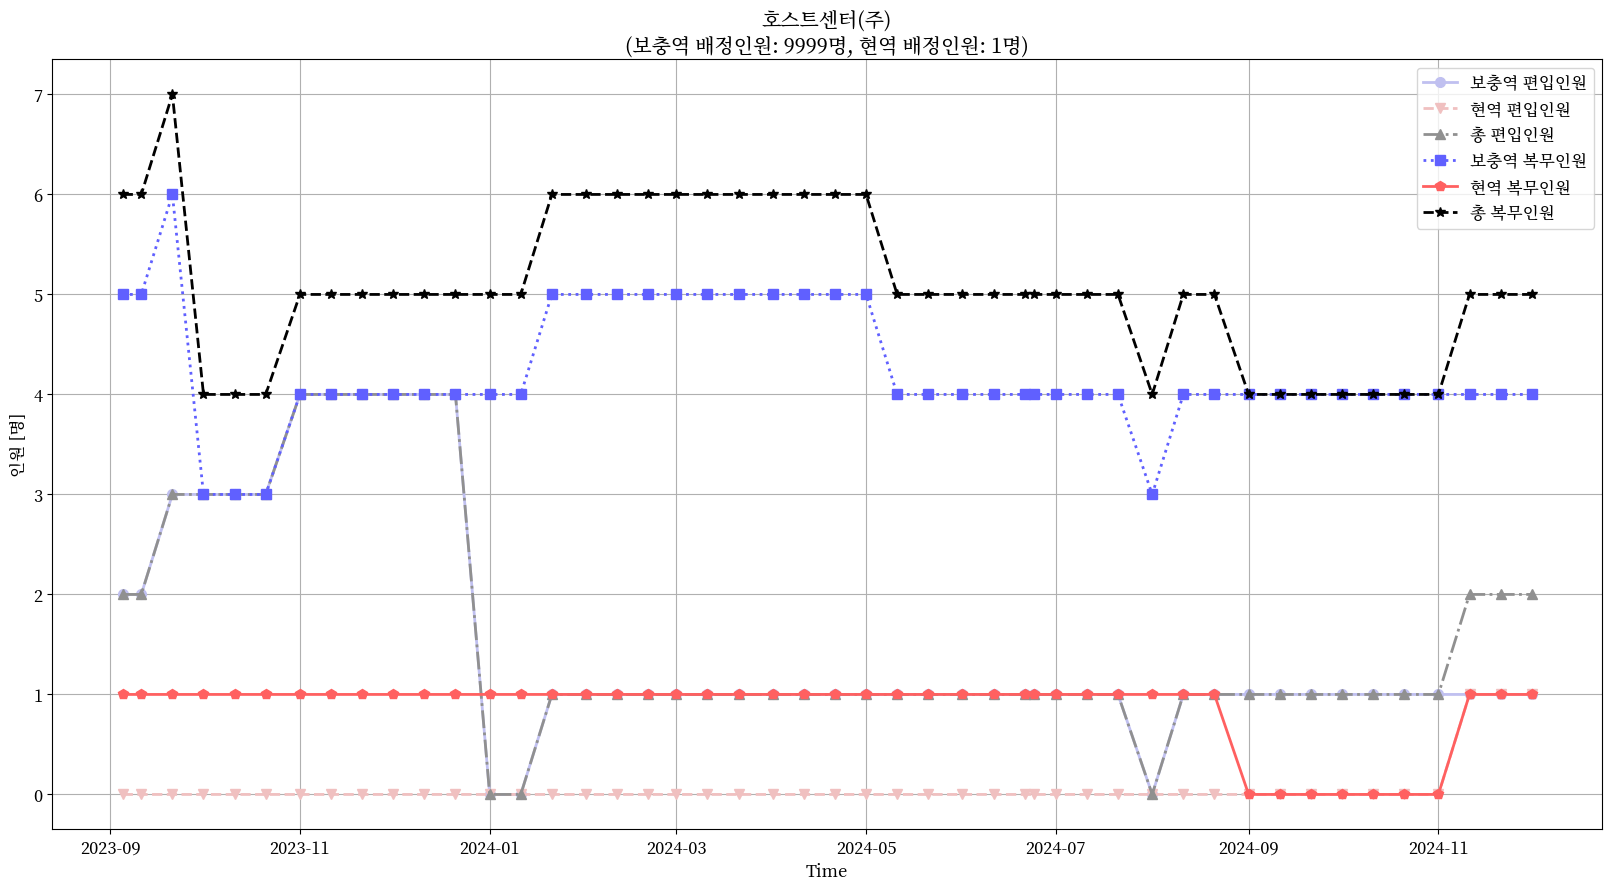 호스트센터(주)
(보충역 배정인원: 9999명, 현역 배정인원: 1명)
보충역 편입인원
현역 편입인원
총 편입인원
보충역 복무인원
현역 복무인원
총 복무인원
인원 [명]
7
6
5
4
3
2
1
0
2023-09
2023-11
2024-01
2024-03
2024-05
2024-07
2024-09
2024-11
Time